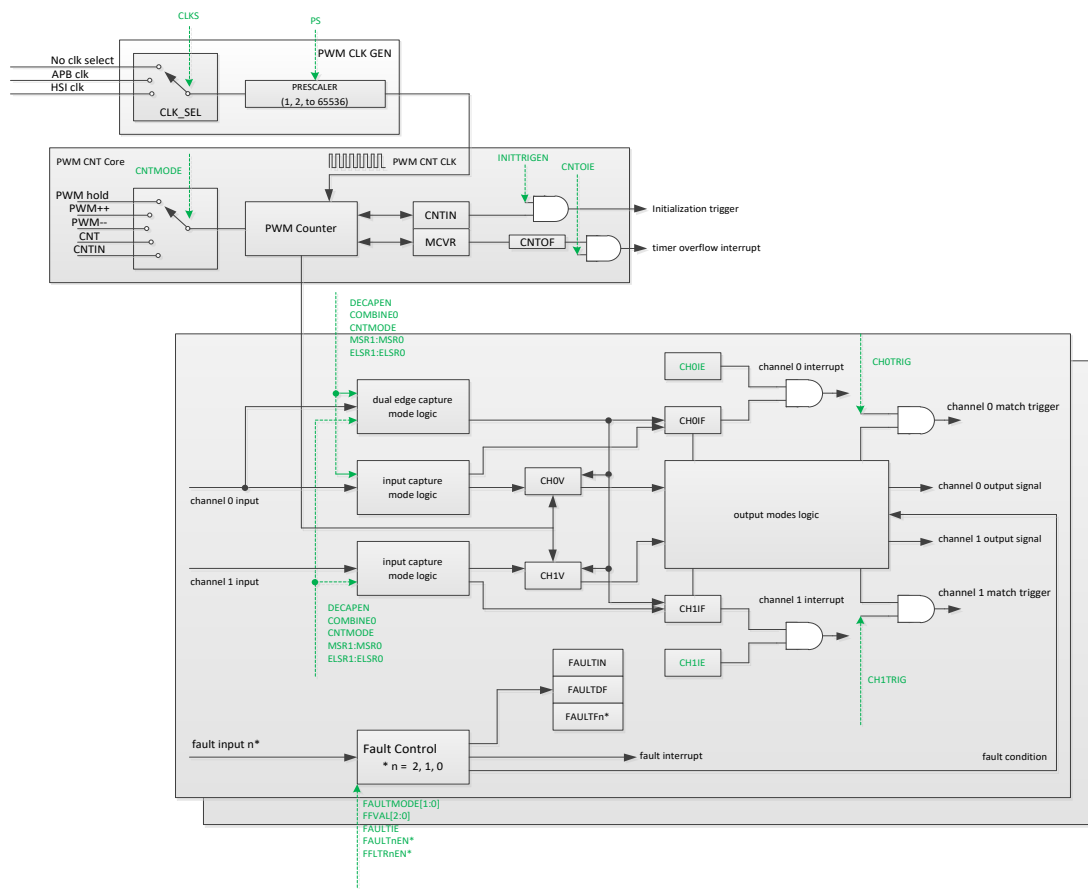 CLKS
PS
PWM CLK GEN
No clk select
APB clk
HSI clk
CLK_SEL
PRESCALER
(1, 2, to 65536)
PWM CNT Core
PWM CNT CLK
INITTRIGEN
CNTOIE
CNTMODE
PWM hold
PWM++
PWM--
CNT
CNTIN
PWM Counter
CNTIN
MCVR
CNTOF
Initialization trigger
timer overflow interrupt
DECAPEN
COMBINE0
CNTMODE
MSR1:MSR0
ELSR1:ELSR0
CH0IE
channel 0 interrupt
CH0TRIG
dual edge capture
mode logic
CH0IF
channel 0 match trigger
input capture
mode logic
CH0V
channel 0 input
output modes logic
channel 0 output signal
channel 1 output signal
input capture
mode logic
CH1V
channel 1 input
CH1IF
channel 1 interrupt
channel 1 match trigger
DECAPEN
COMBINE0
CNTMODE
MSR1:MSR0
ELSR1:ELSR0
CH1IE
CH1TRIG
FAULTIN
FAULTDF
FAULTFn*
fault input n*
Fault Control
* n = 2, 1, 0
fault interrupt
fault condition
FAULTMODE[1:0]
FFVAL[2:0]
FAULTIE
FAULTnEN*
FFLTRnEN*